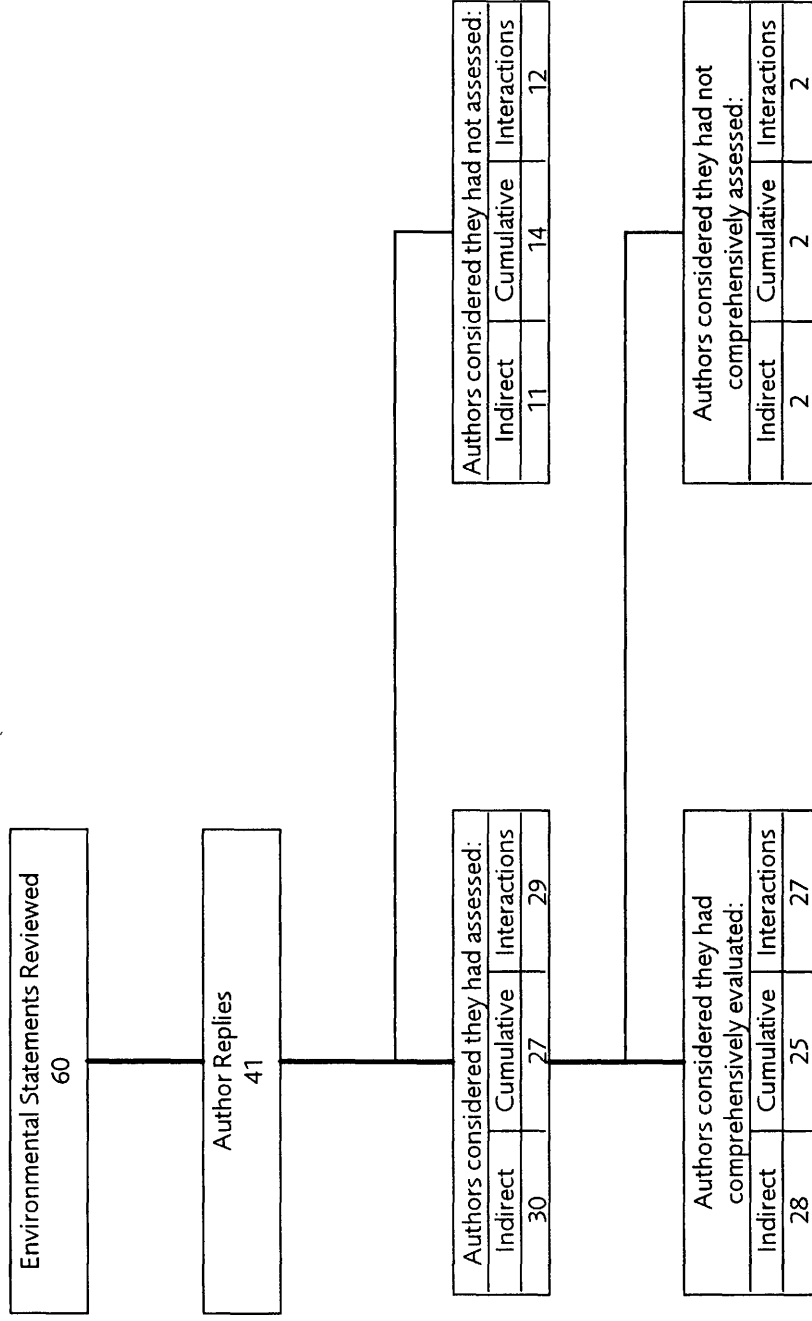 Environmental Statements Reviewed
60
Author Replies
41
Authors considered they had assessed:
Indirect Cumulative Interactions
30 27 29
Authors considered they had not assessed:
Indirect Cumulative Interactions
11 14 12
Authors considered they had
comprehensively evaluated:
Indirect Cumulative Interactions
28 25 27
Authors considered they had not
comprehensively assessed:
Indirect Cumulative Interactions
2 2 2